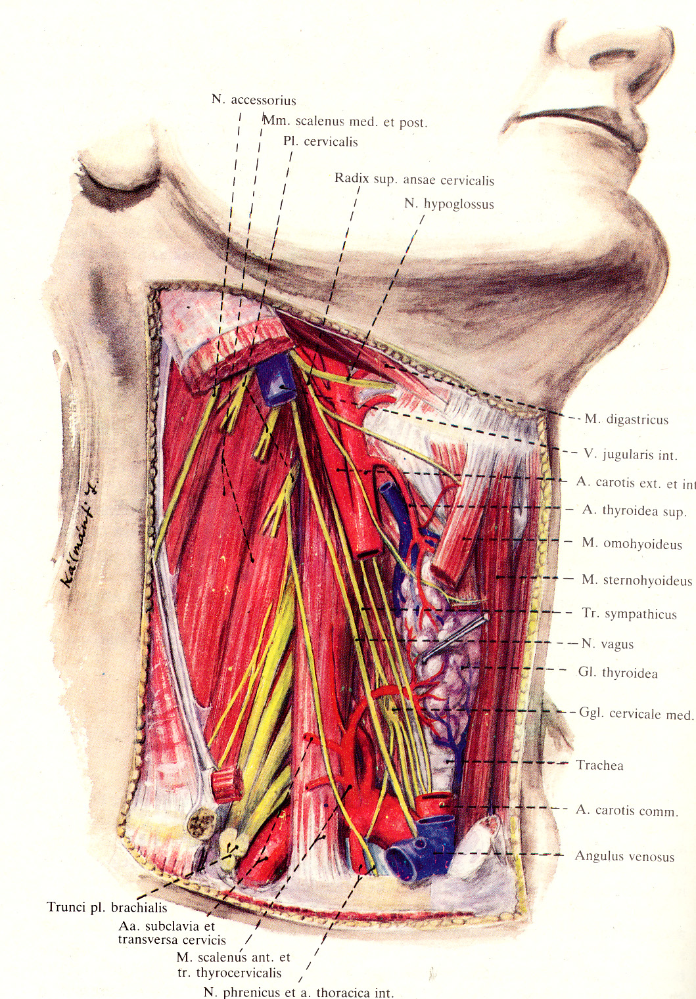 N. accessorius
Mm. scalenus med. et post.
Pl. cervicalis
Radix sup. ansae cervicalis
N. hypoglossus
M. digastricus
V. jugularis int.
A. carotis ext. et int
A. thyroidea sup.
M. omohyoideus
M. sternohyoideus
Tr. sympathicus
N. vagus
Gl. thyroidea
Ggl. cervicale med.
Trachea
A. carotis comm.
Angulus venosus
Trunci pl. brachialis
Aa. subclavia et
transversa cervicis
M. scalenus ant. et
tr. thyrocervicalis
N. phrenicus et a. thoracica int.